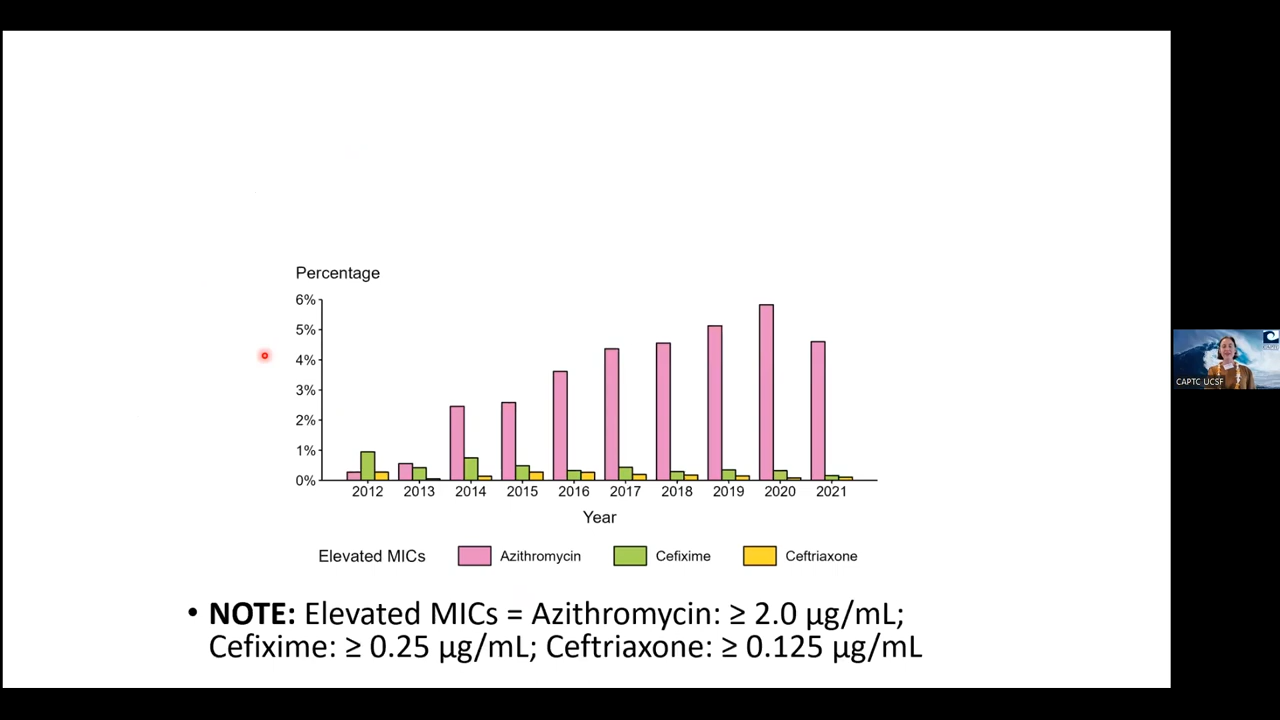 Percentage
6%
5%
4%
3%
2%
1%
0%
2012 2013 2014 2015 2016 2017 2018 2019 2020 2021
Year
Elevated MICs Azithromycin Cefixime Ceftriaxone
• NOTE: Elevated MICs = Azithromycin: ≥ 2.0 µg/mL;
Cefixime: ≥ 0.25 µg/mL; Ceftriaxone: ≥ 0.125 µg/mL
CAPTC UCSF